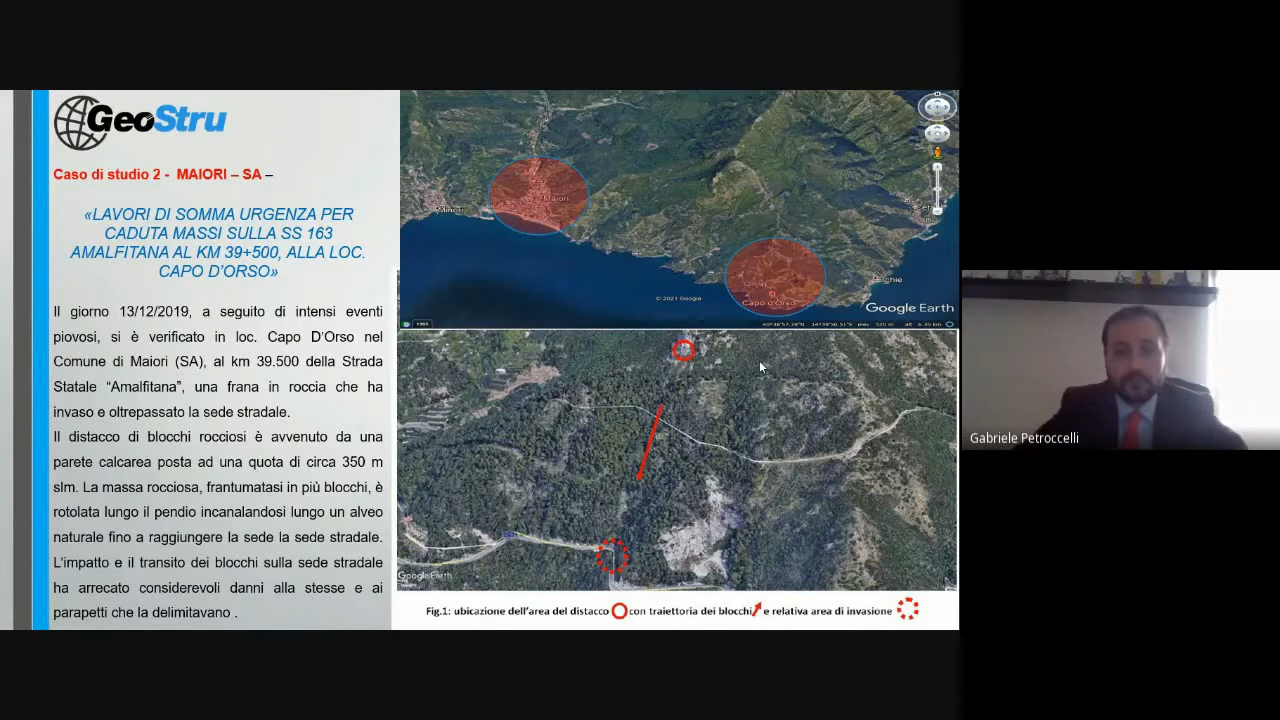 GeoStru
Caso di studio 2 - MAIORI – SA –
«LAVORI DI SOMMA URGENZA PER
CADUTA MASSI SULLA SS 163
AMALFITANA AL KM 39+500, ALLA LOC.
CAPO D'ORSO»
Il giorno 13/12/2019, a seguito di intensi eventi
piovosi, si è verificato in loc. Capo D'Orso nel
Comune di Maiori (SA), al km 39.500 della Strada
Statale "Amalfitana", una frana in roccia che ha
invaso e oltrepassato la sede stradale.
Il distacco di blocchi rocciosi è avvenuto da una
parete calcarea posta ad una quota di circa 350 m
slm. La massa rocciosa, frantumatasi in più blocchi, è
rotolata lungo il pendio incanalandosi lungo un alveo
naturale fino a raggiungere la sede la sede stradale.
L'impatto e il transito dei blocchi sulla sede stradale
ha arrecato considerevoli danni alla stesse e ai
parapetti che la delimitavano .
Minori
Maiori
Capo d'Orso
Erchie
© 2021 Google
Google Earth
1985
Google Earth
Fig.1: ubicazione dell'area del distacco con traiettoria dei blocchi e relativa area di invasione
Gabriele Petroccelli